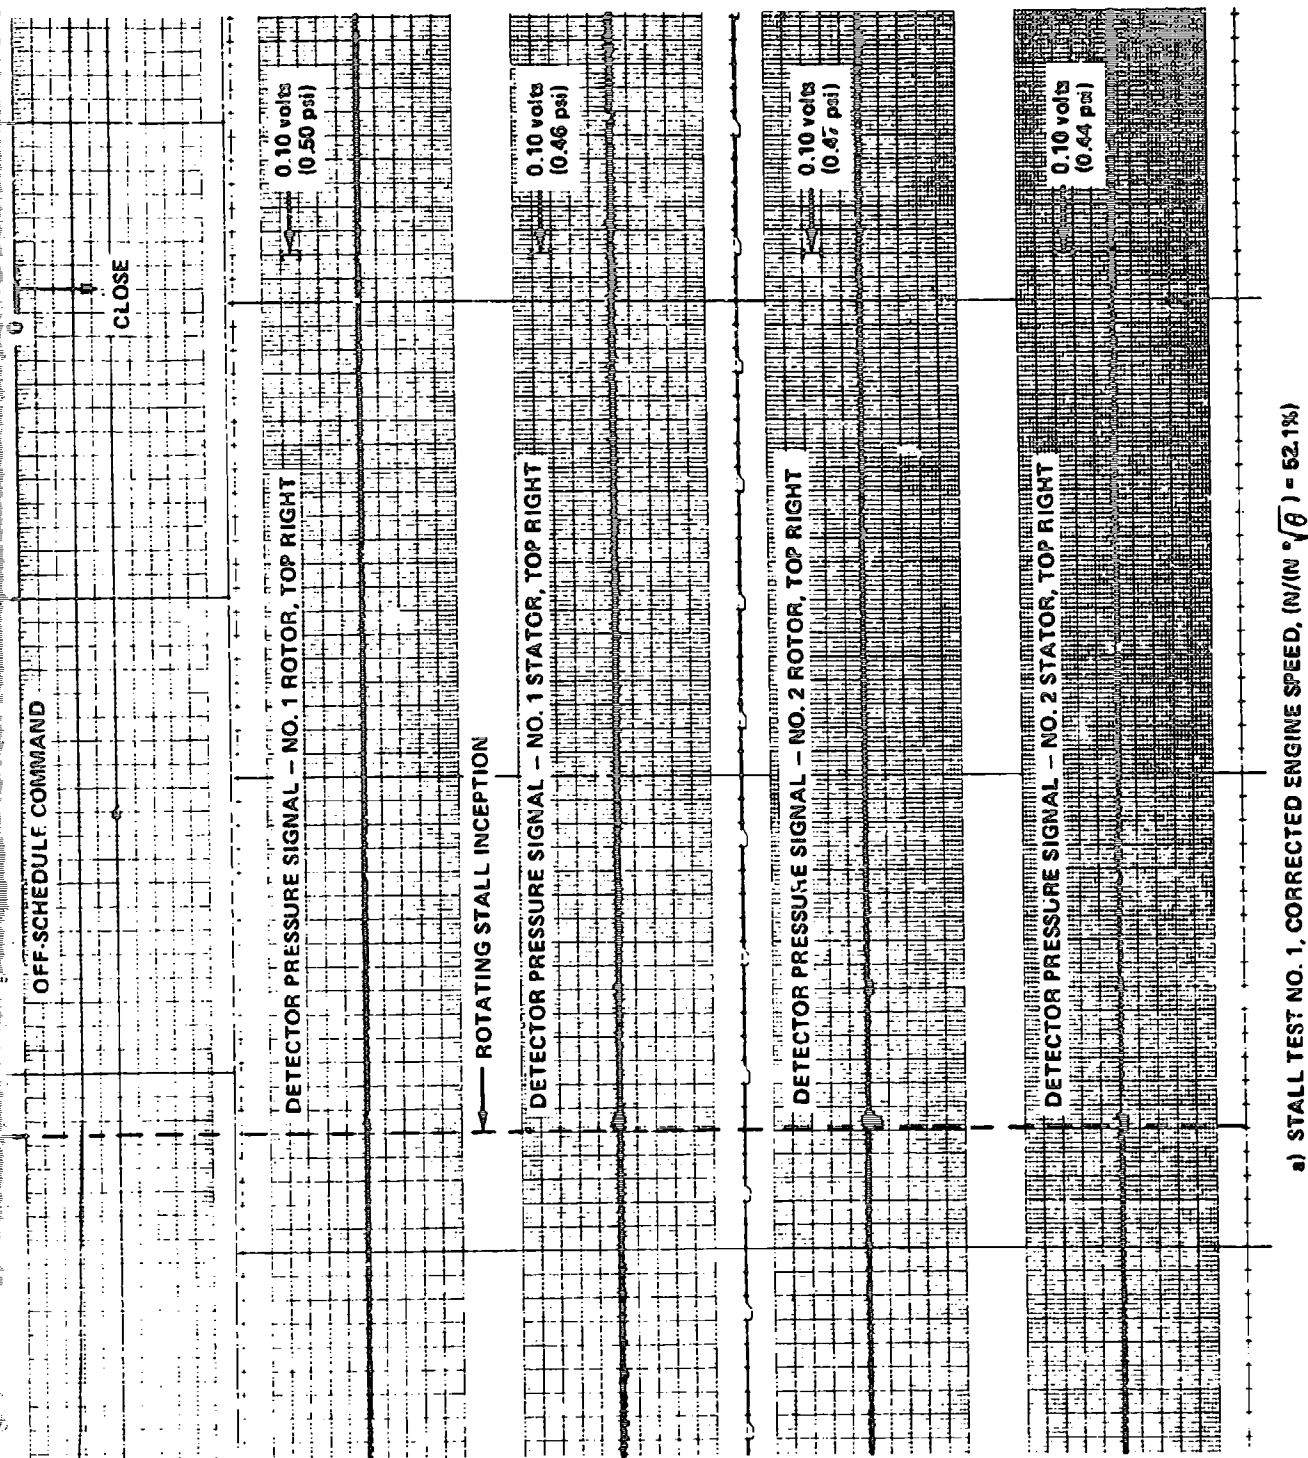 OFF-SCHEDULE COMMAND
0
CLOSE
DETECTOR PRESSURE SIGNAL – NO. 1 ROTOR, TOP RIGHT
0.10 volts
(0.50 psi)
ROTATING STALL INCEPTION
DETECTOR PRESSURE SIGNAL – NO. 1 STATOR, TOP RIGHT
0.10 volts
(0.46 psi)
DETECTOR PRESSURE SIGNAL – NO. 2 ROTOR, TOP RIGHT
0.10 volts
psi)
DETECTOR PRESSURE SIGNAL – NO. 2 STATOR, TOP RIGHT
0.10 volts
(0.44 psi)
a) STALL TEST NO. 1, CORRECTED ENGINE SPEED, (N/(N*√θ) = 52.1%)